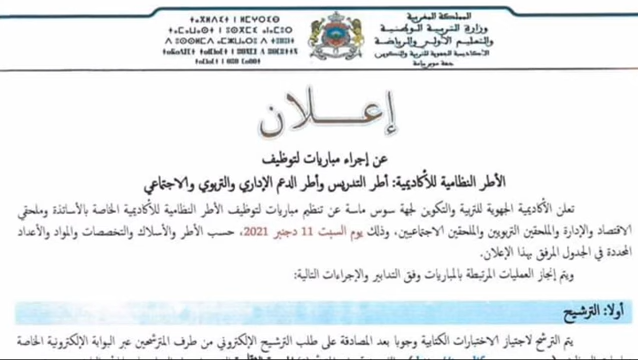 المملكة المغربية
وزارة التربية الوطنية
والتعليم الأولي والرياضة
الأكاديمية الجهوية للتربية والتكوين
جهة سوس ماسة
إعـــلان
عن إجراء مباريات لتوظيف
الأطر النظامية للأكاديمية: أطر التدريس وأطر الدعم الإداري والتربوي والاجتماعي
تعلن الأكاديمية الجهوية للتربية والتكوين لجهة سوس ماسة عن تنظيم مباريات لتوظيف الأطر النظامية للأكاديمية الخاصة بالأساتذة وملحقي
الاقتصاد والإدارة والملحقين التربويين والملحقين الاجتماعيين، وذلك يوم السبت 11 دجنبر 2021، حسب الأطر والأسلاك والتخصصات والمواد والأعداد
المحددة في الجدول المرفق بهذا الإعلان.
ويتم إنجاز العمليات المرتبطة بالمباريات وفق التدابير والإجراءات التالية:
أولا: الترشيح
يتم الترشح لاجتياز الاختبارات الكتابية وجوبا بعد المصادقة على طلب الترشيح الإلكتروني من طرف المترشحين عبر البوابة الإلكترونية الخاصة